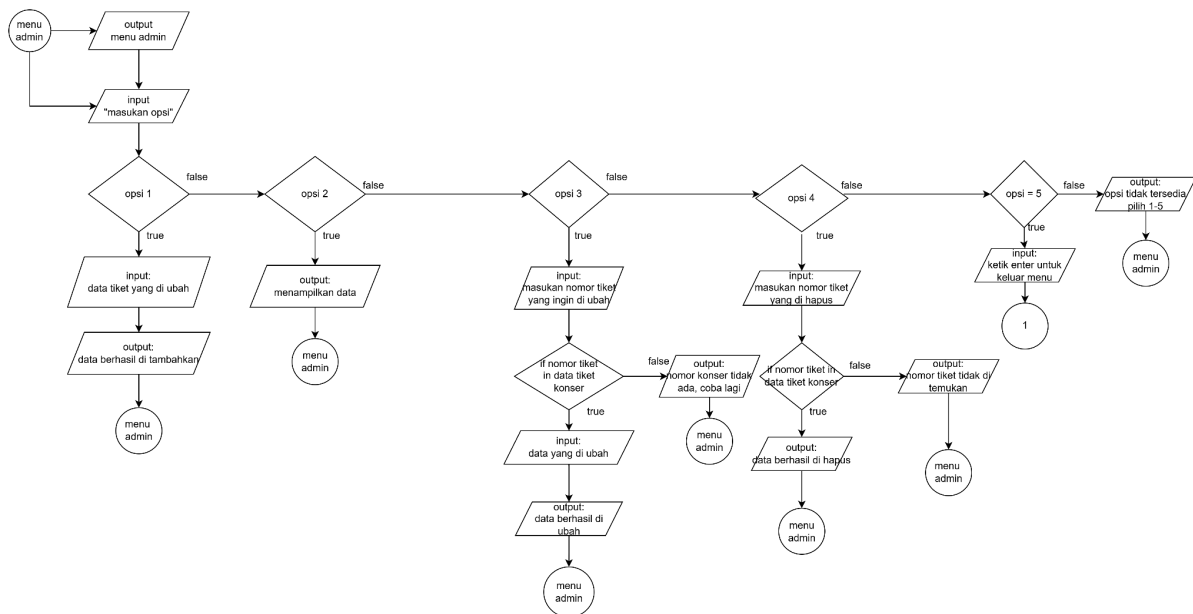 menu
admin
output
menu admin
input
"masukan opsi"
opsi 1
false
opsi 2
false
opsi 3
false
opsi 4
false
opsi = 5
false
output:
opsi tidak tersedia
pilih 1-5
true
true
true
true
true
menu
admin
input:
data tiket yang di ubah
output:
menampilkan data
input:
masukan nomor tiket
yang ingin di ubah
input:
masukan nomor tiket
yang di hapus
input:
ketik enter untuk
keluar menu
1
output:
data berhasil di tambahkan
menu
admin
if nomor tiket
in data tiket
konser
false
output:
nomor konser tidak
ada, coba lagi
if nomor tiket in
data tiket konser
false
output:
nomor tiket tidak di
temukan
true
true
menu
admin
input:
data yang di ubah
menu
admin
output:
data berhasil di hapus
menu
admin
output:
data berhasil di
ubah
menu
admin
menu
admin